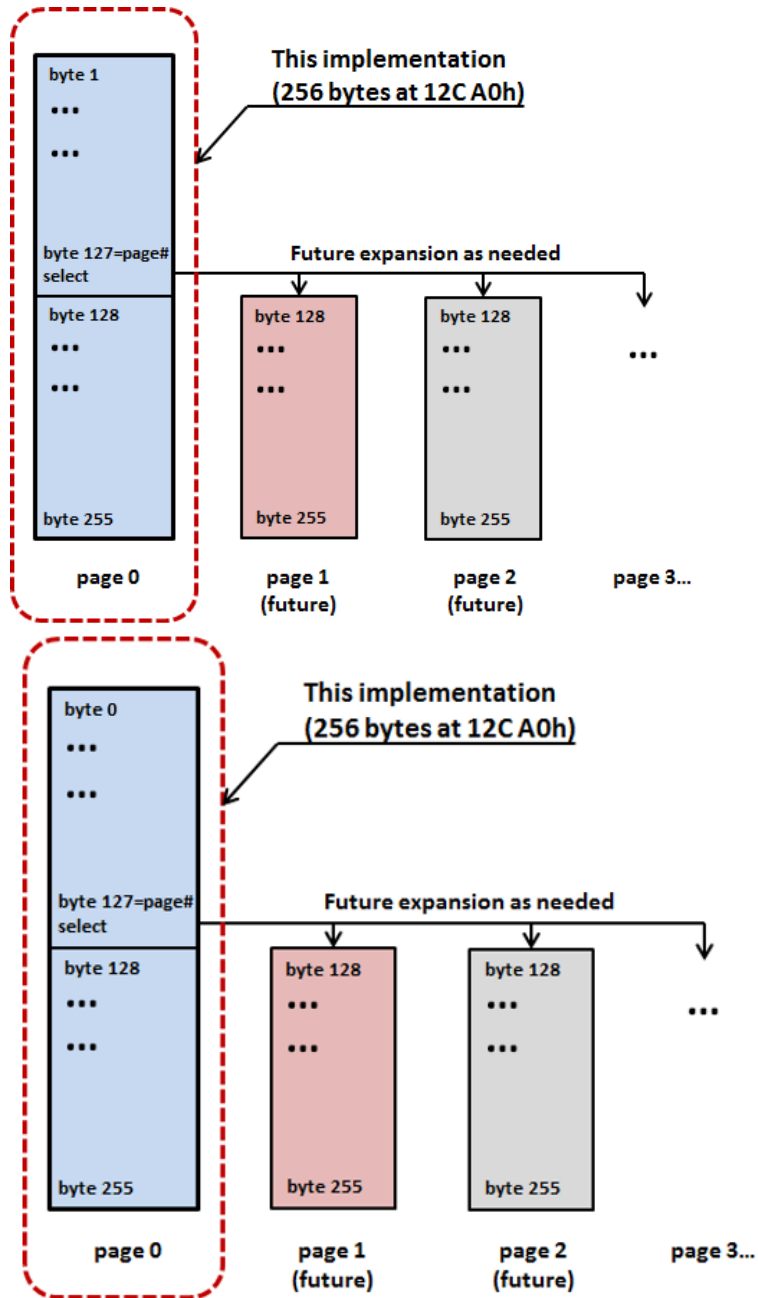 This implementation
(256 bytes at 12C A0h)
byte 1
...
...
byte 127=page#
select
Future expansion as needed
byte 128
...
...
byte 255
byte 128
...
...
byte 255
byte 128
...
...
byte 255
...
page 0
page 1
(future)
page 2
(future)
page 3...
This implementation
(256 bytes at 12C A0h)
byte 0
...
...
byte 127=page#
select
Future expansion as needed
byte 128
...
...
byte 255
byte 128
...
...
byte 255
byte 128
...
...
byte 255
...
page 0
page 1
(future)
page 2
(future)
page 3...